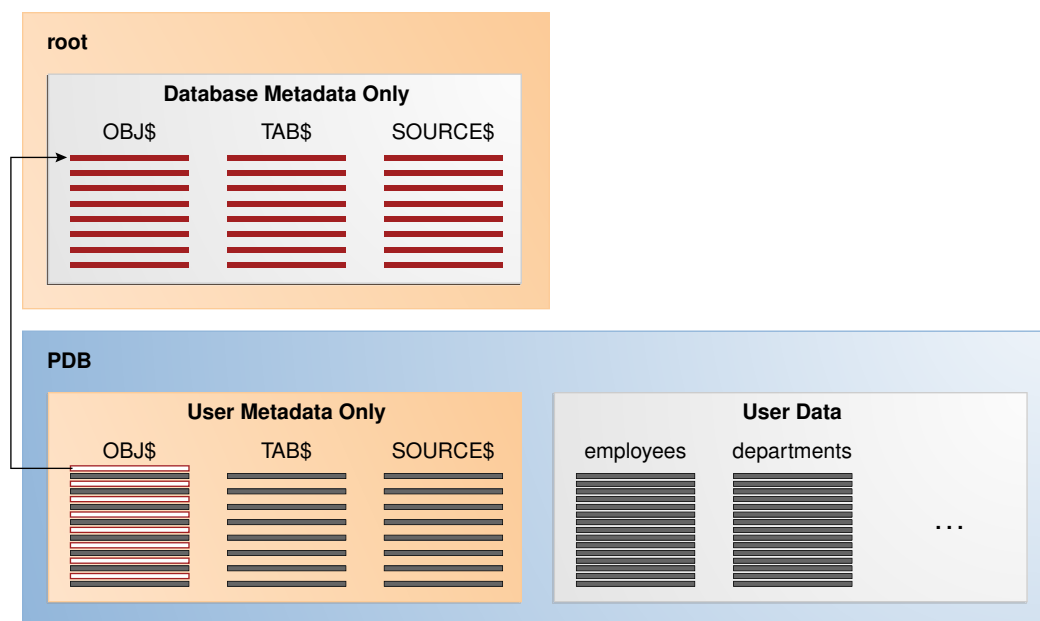 root
Database Metadata Only
OBJ$ TAB$ SOURCE$
PDB
User Metadata Only
OBJ$ TAB$ SOURCE$
User Data
employees departments
...